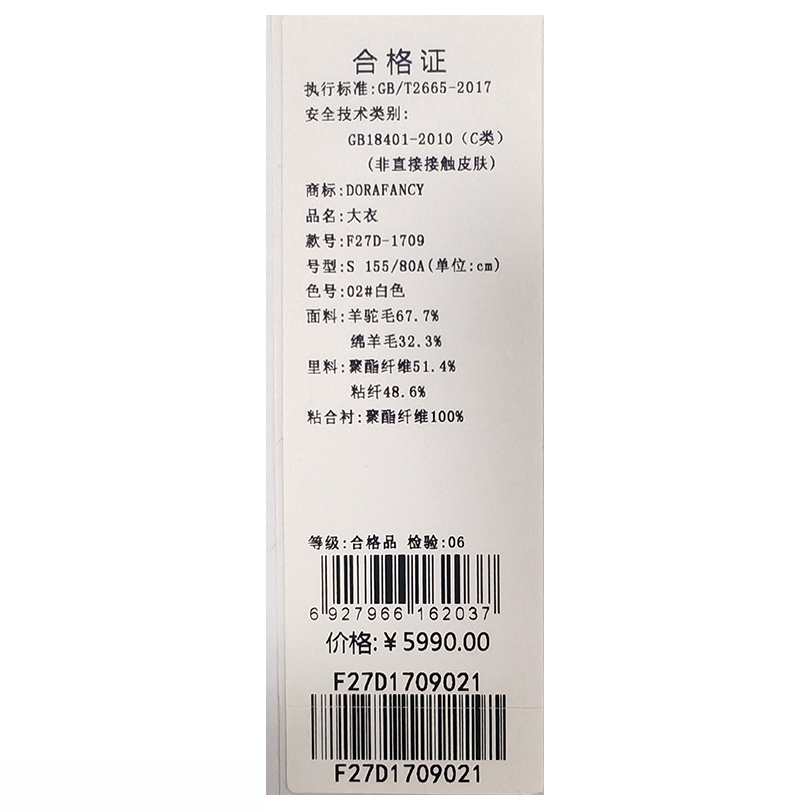 合格证
执行标准:GB/T2665-2017
安全技术类别:
GB18401-2010（C类）
(非直接接触皮肤)
商标:DORAFANCY
品名:大衣
款号:F27D-1709
号型:S 155/80A(单位:cm)
色号:02#白色
面料:羊驼毛67.7%
绵羊毛32.3%
里料:聚酯纤维51.4%
粘纤48.6%
粘合衬:聚酯纤维100%
等级:合格品 检验:06
6 927966 162037
价格:￥5990.00
F27D1709021
F27D1709021